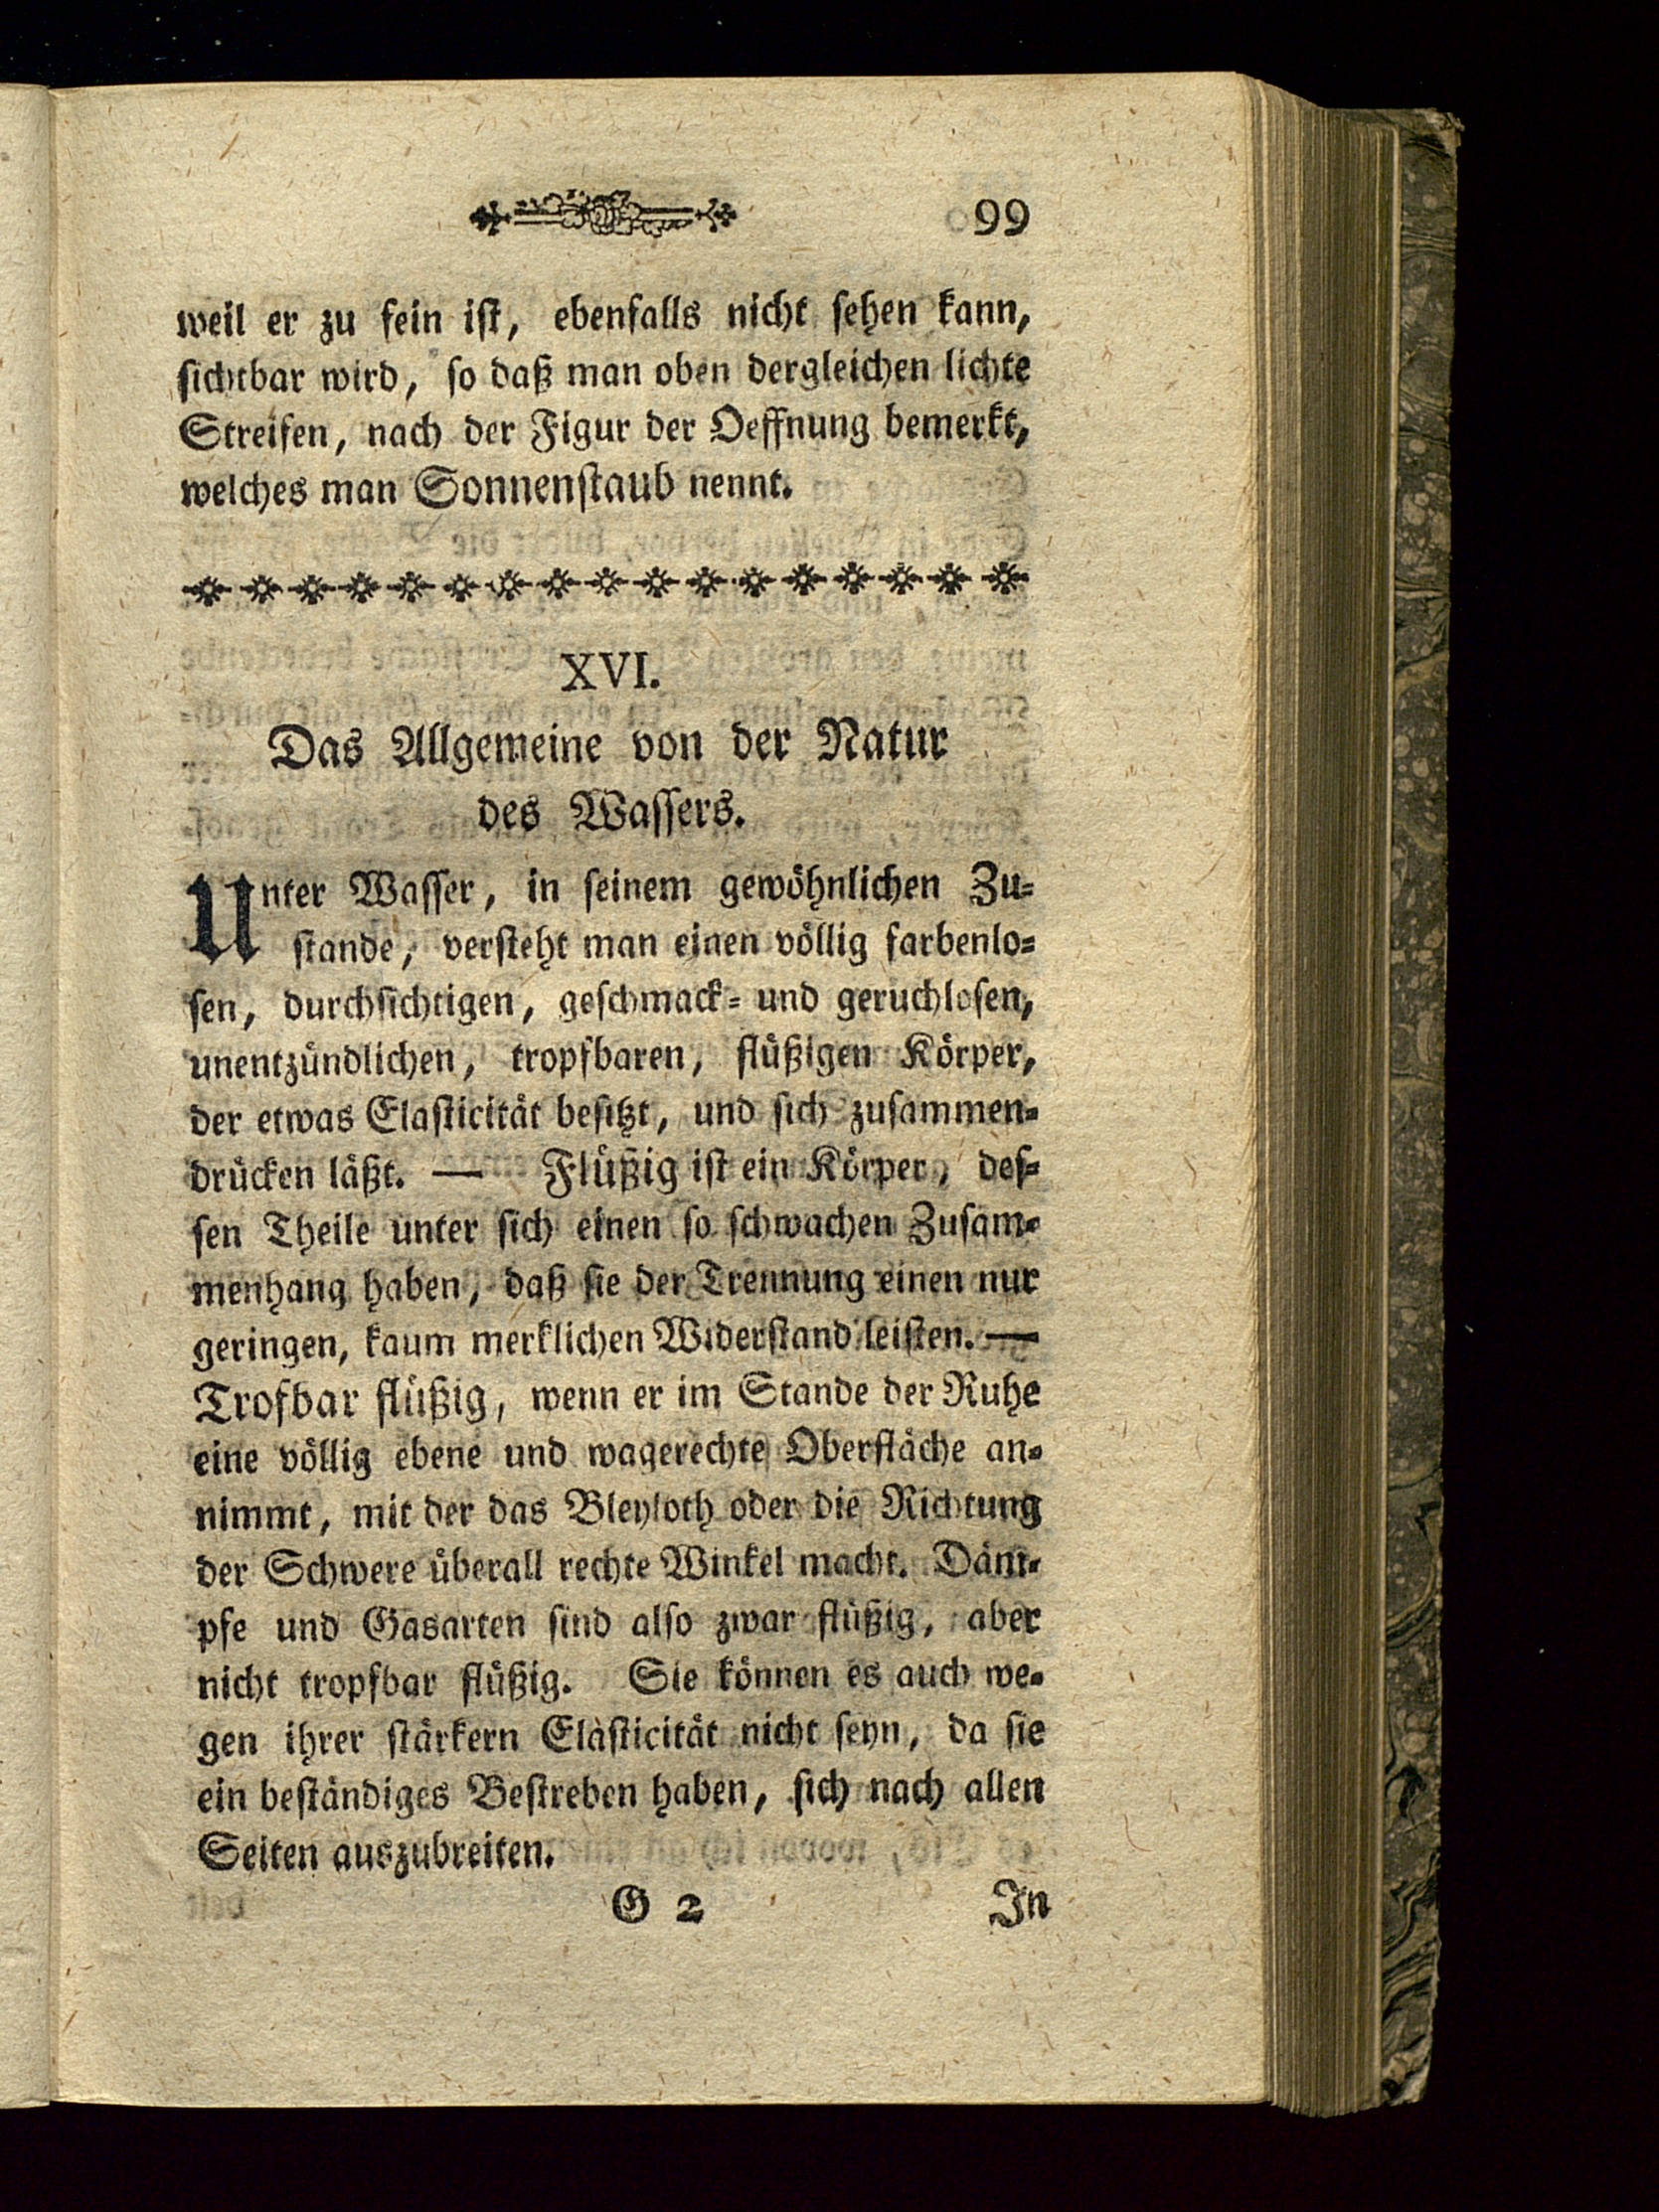 99
weil er zu fein iſt, ebenfalls nicht ſehen kann,
ſichtbar wird, ſo daß man oben dergleichen lichte
Streifen, nach der Figur der Oeffnung bemerkt,
welches man Sonnenſtaub nennt.
XVI.
Das Allgemeine von der Natur
des Waſſers.
Unter Waſſer, in ſeinem gewöhnlichen Zu⸗
ſtande, verſteht man einen völlig farbenlo⸗
ſen, durchſichtigen, geſchmack⸗ und geruchloſen,
unentzündlichen, tropfbaren, flüßigen Körper,
der etwas Elaſticität beſitzt, und ſich zuſammen⸗
drücken läßt. — Flüßig iſt ein Körper, deſ⸗
ſen Theile unter ſich einen ſo ſchwachen Zuſam⸗
menhang haben, daß ſie der Trennung einen nur
geringen, kaum merklichen Widerſtand leiſten. —
Trofbar flüßig, wenn er im Stande der Ruhe
eine völlig ebene und wagerechte Oberfläche an⸗
nimmt, mit der das Bleyloth oder die Richtung
der Schwere überall rechte Winkel macht. Däm⸗
pfe und Gasarten ſind alſo zwar flüßig, aber
nicht tropfbar flüßig. Sie können es auch we⸗
gen ihrer ſtärkern Elaſticität nicht ſeyn, da ſie
ein beſtändiges Beſtreben haben, ſich nach allen
Seiten auszubreiten.
G 2 In